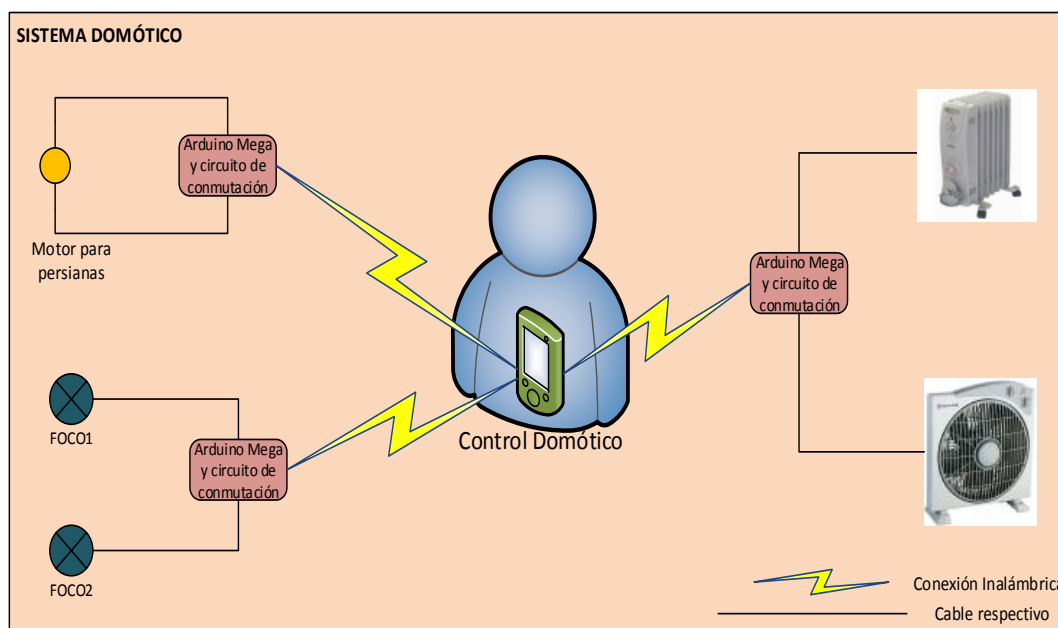 SISTEMA DOMÓTICO
Arduino Mega
y circuito de
conmutación
Motor para
persianas
Arduino Mega
y circuito de
conmutación
FOCO1
Arduino Mega
y circuito de
conmutación
Control Domótico
FOCO2
Conexión Inalámbrica
Cable respectivo